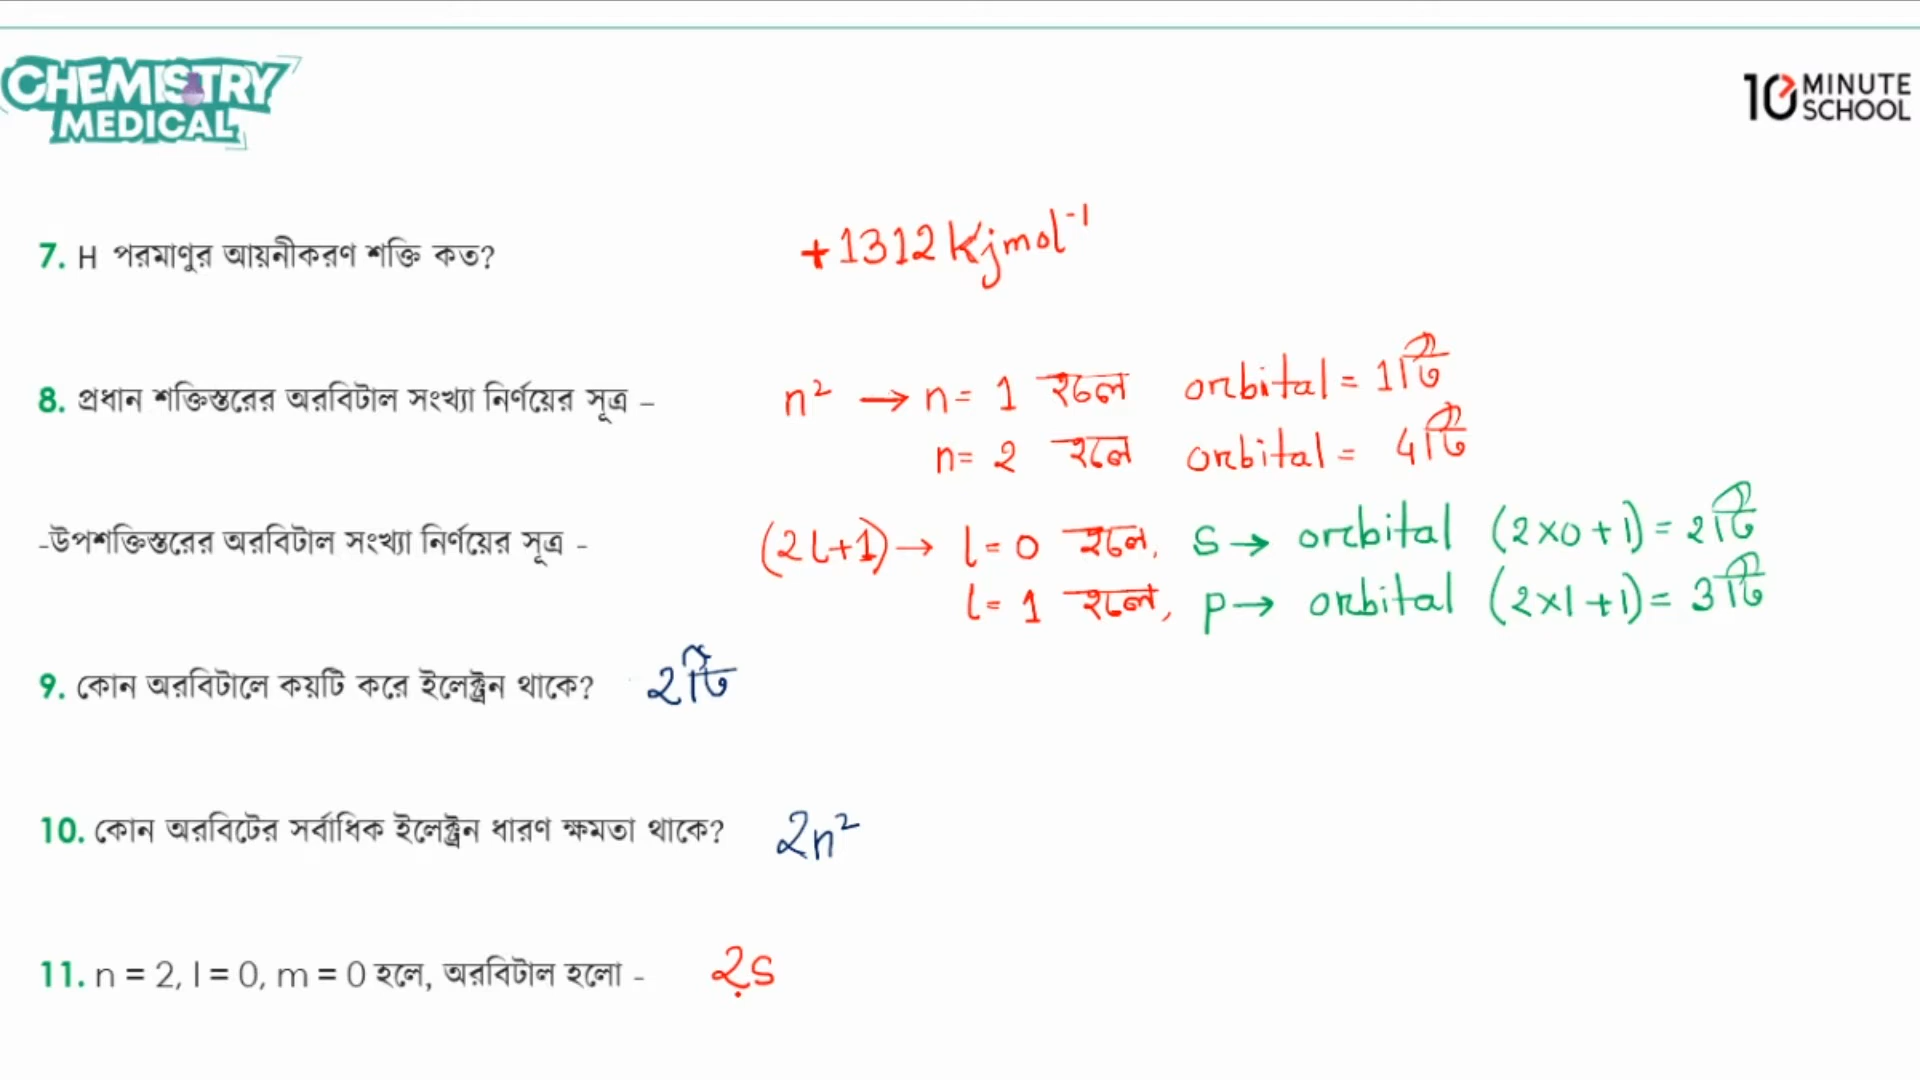 CHEMISTRY
MEDICAL
10 MINUTE
SCHOOL
7. H পরমাণুর আয়নীকরণ শক্তি কত? +1312 Kjmol⁻¹
8. প্রধান শক্তিস্তরের অরবিটাল সংখ্যা নির্ণয়ের সূত্র – n² → n = 1 হলে orbital = 1টি
n = 2 হলে orbital = 4টি
-উপশক্তিস্তরের অরবিটাল সংখ্যা নির্ণয়ের সূত্র - (2l+1) → l = 0 হলে, s → orbital (2×0+1) = 2টি
l = 1 হলে, p → orbital (2×1+1) = 3টি
9. কোন অরবিটালে কয়টি করে ইলেক্ট্রন থাকে? 2টি
10. কোন অরবিটের সর্বাধিক ইলেক্ট্রন ধারণ ক্ষমতা থাকে? 2n²
11. n = 2, l = 0, m = 0 হলে, অরবিটাল হলো - 2s